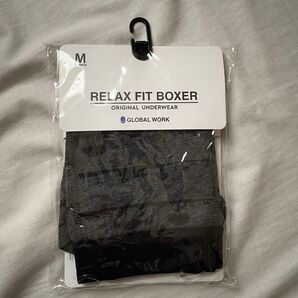 M
RELAX FIT BOXER
ORIGINAL UNDERWEAR
GLOBAL WORK